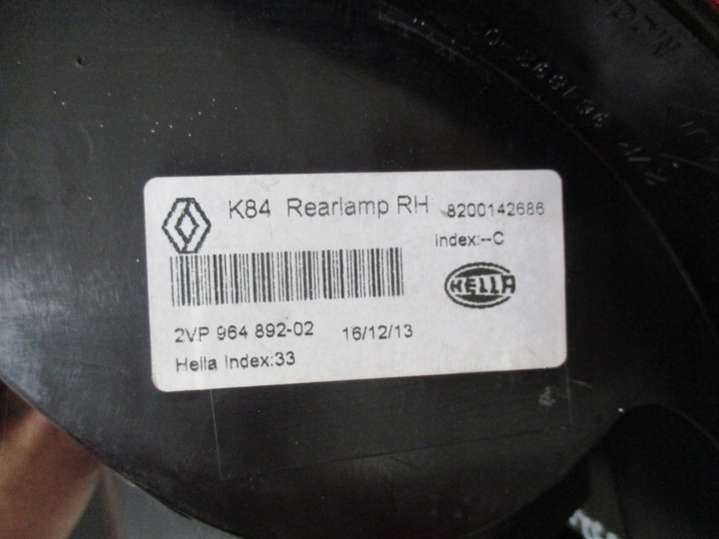 K84 Rearlamp RH 8200142686
Index:--C
HELLA
2VP 964 892-02 16/12/13
Hella Index:33